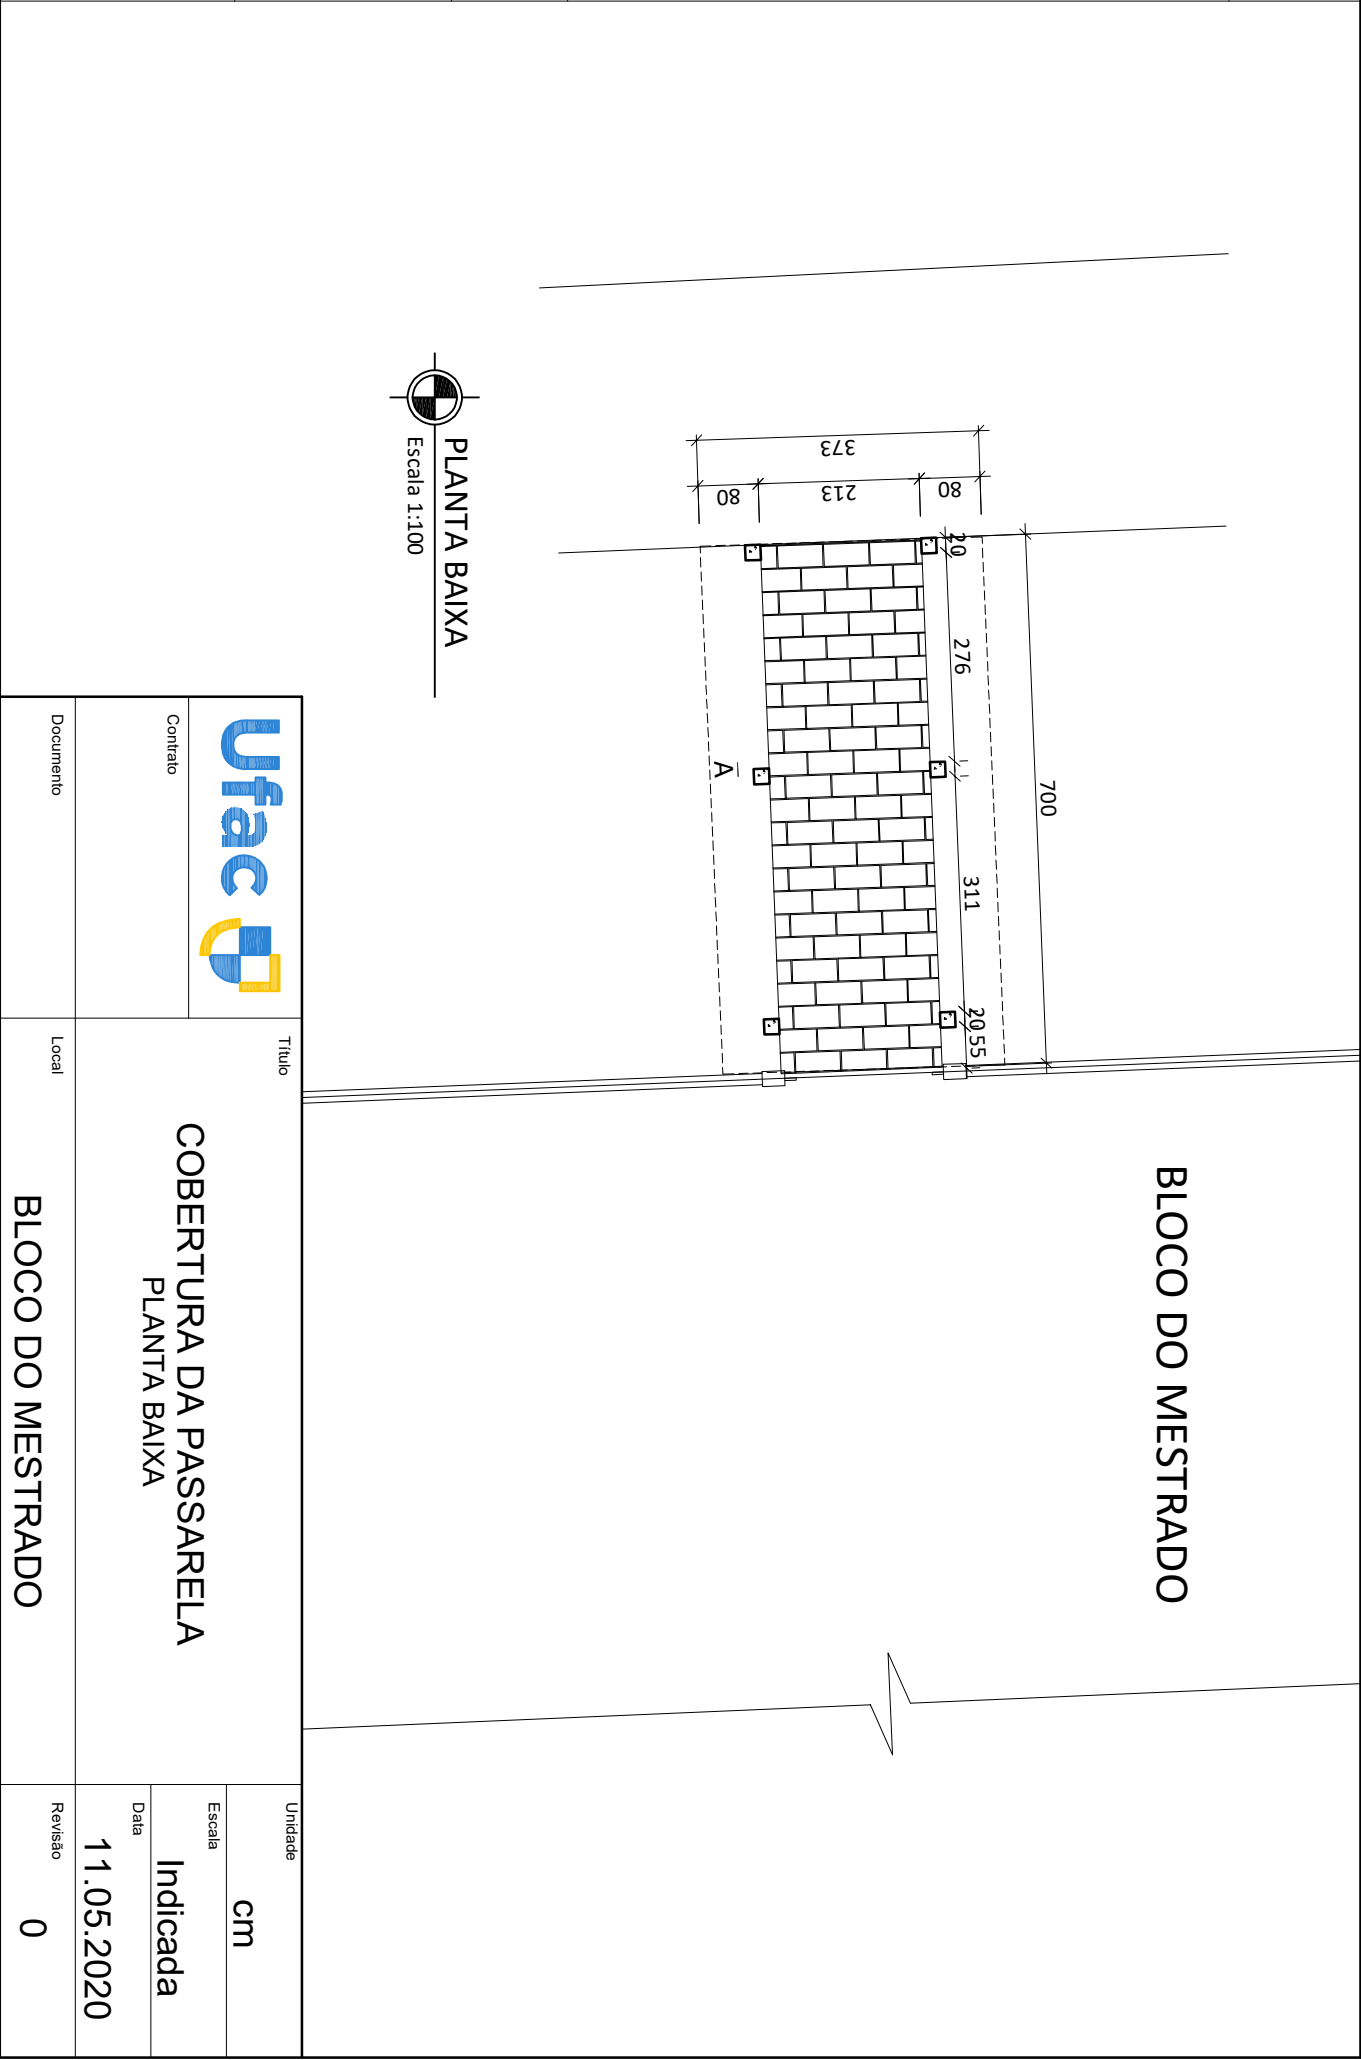 BLOCO DO MESTRADO
700
20
276
311
20
55
373
80
213
80
A
PLANTA BAIXA
Escala 1:100
ufac
Contrato
Documento
Título
COBERTURA DA PASSARELA
PLANTA BAIXA
Local
BLOCO DO MESTRADO
Unidade
cm
Escala
Indicada
Data
11.05.2020
Revisão
0